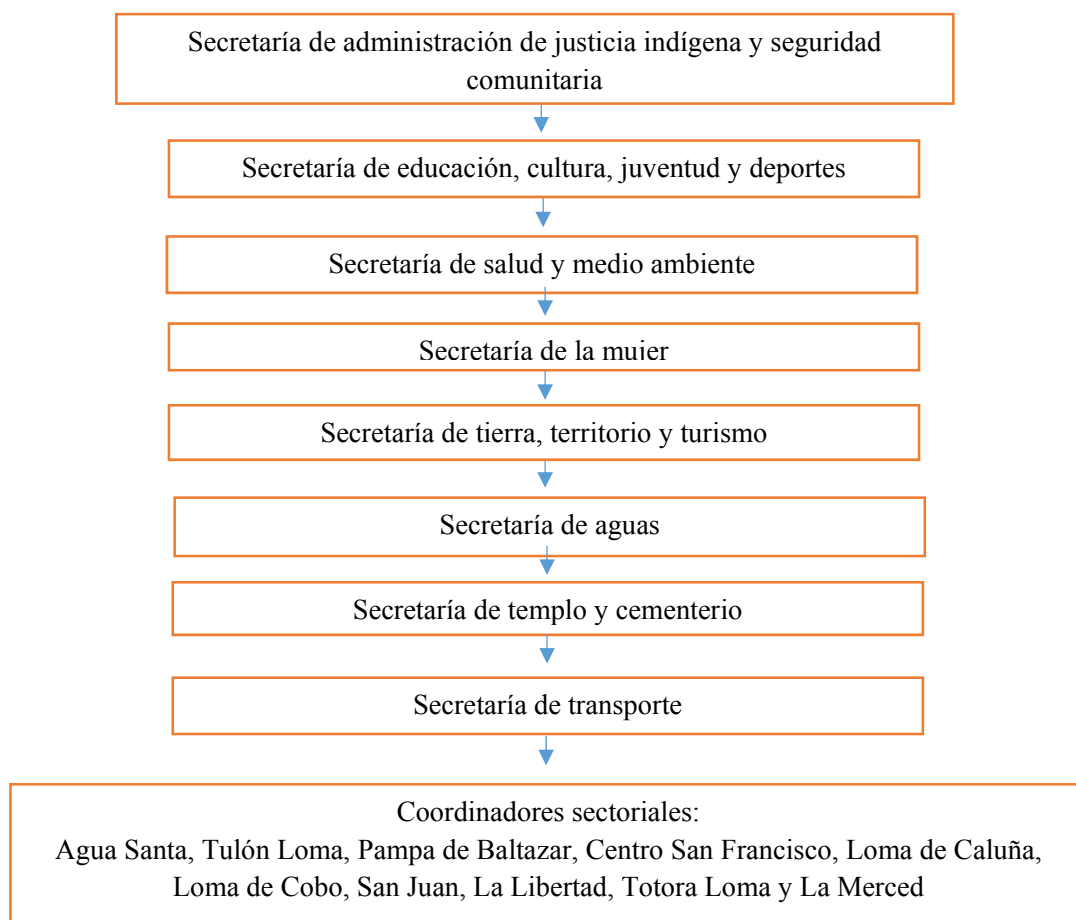 Secretaría de administración de justicia indígena y seguridad
comunitaria
Secretaría de educación, cultura, juventud y deportes
Secretaría de salud y medio ambiente
Secretaría de la mujer
Secretaría de tierra, territorio y turismo
Secretaría de aguas
Secretaría de templo y cementerio
Secretaría de transporte
Coordinadores sectoriales:
Agua Santa, Tulón Loma, Pampa de Baltazar, Centro San Francisco, Loma de Caluña,
Loma de Cobo, San Juan, La Libertad, Totora Loma y La Merced